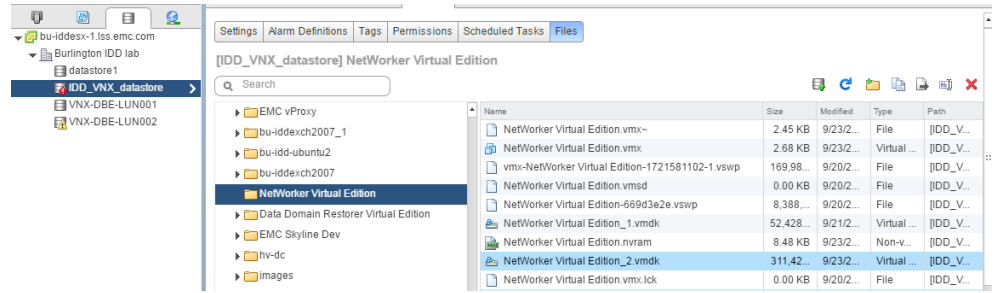 bu-iddesx-1.lss.emc.com
Burlington IDD lab
datastore1
IDD_VNX_datastore
VNX-DBE-LUN001
VNX-DBE-LUN002
Settings Alarm Definitions Tags Permissions Scheduled Tasks Files
[IDD_VNX_datastore] NetWorker Virtual Edition
Search
EMC vProxy
bu-iddexch2007_1
bu-idd-ubuntu2
bu-iddexch2007
NetWorker Virtual Edition
Data Domain Restorer Virtual Edition
EMC Skyline Dev
hv-dc
images
Name Size Modified Type Path
NetWorker Virtual Edition.vmx~ 2.45 KB 9/23/2... File [IDD_V...
NetWorker Virtual Edition.vmx 2.68 KB 9/23/2... Virtual ... [IDD_V...
vmx-NetWorker Virtual Edition-1721581102-1.vswp 169,98... 9/20/2... File [IDD_V...
NetWorker Virtual Edition.vmsd 0.00 KB 9/20/2... File [IDD_V...
NetWorker Virtual Edition-669d3e2e.vswp 8,388,... 9/20/2... File [IDD_V...
NetWorker Virtual Edition_1.vmdk 52,428... 9/21/2... Virtual ... [IDD_V...
NetWorker Virtual Edition.nvram 8.48 KB 9/23/2... Non-v... [IDD_V...
NetWorker Virtual Edition_2.vmdk 311,42... 9/23/2... Virtual ... [IDD_V...
NetWorker Virtual Edition.vmx.lck 0.00 KB 9/20/2... File [IDD_V...